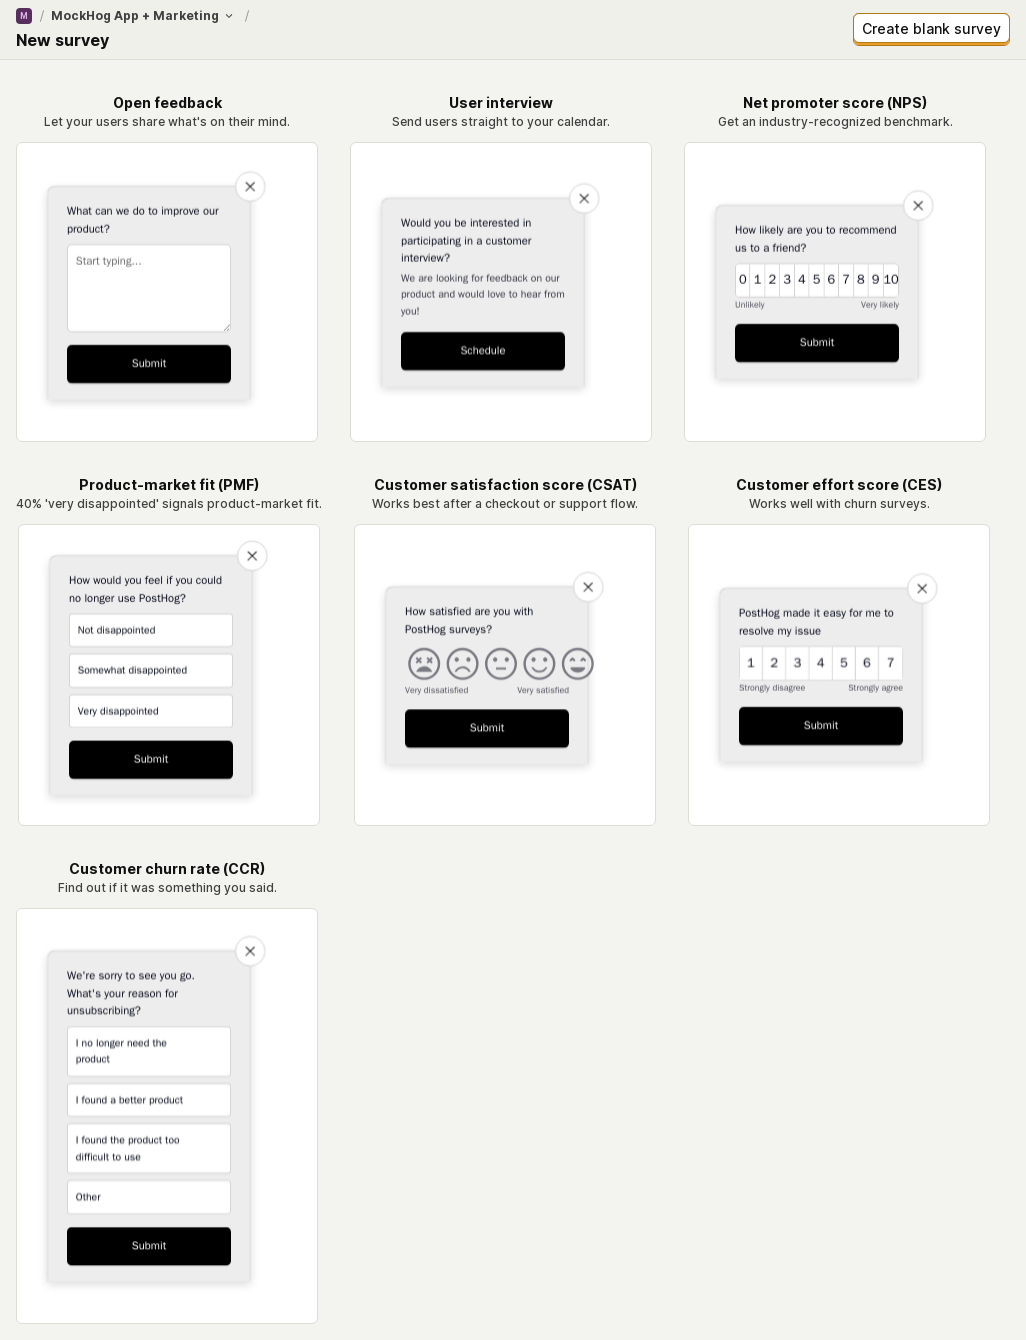 M / MockHog App + Marketing /
New survey
Create blank survey
Open feedback
Let your users share what's on their mind.
What can we do to improve our
product?
Start typing...
Submit
User interview
Send users straight to your calendar.
Would you be interested in
participating in a customer
interview?
We are looking for feedback on our
product and would love to hear from
you!
Schedule
Net promoter score (NPS)
Get an industry-recognized benchmark.
How likely are you to recommend
us to a friend?
0 1 2 3 4 5 6 7 8 9 10
Unlikely Very likely
Submit
Product-market fit (PMF)
40% 'very disappointed' signals product-market fit.
How would you feel if you could
no longer use PostHog?
Not disappointed
Somewhat disappointed
Very disappointed
Submit
Customer satisfaction score (CSAT)
Works best after a checkout or support flow.
How satisfied are you with
PostHog surveys?
Very dissatisfied Very satisfied
Submit
Customer effort score (CES)
Works well with churn surveys.
PostHog made it easy for me to
resolve my issue
1 2 3 4 5 6 7
Strongly disagree Strongly agree
Submit
Customer churn rate (CCR)
Find out if it was something you said.
We're sorry to see you go.
What's your reason for
unsubscribing?
I no longer need the
product
I found a better product
I found the product too
difficult to use
Other
Submit